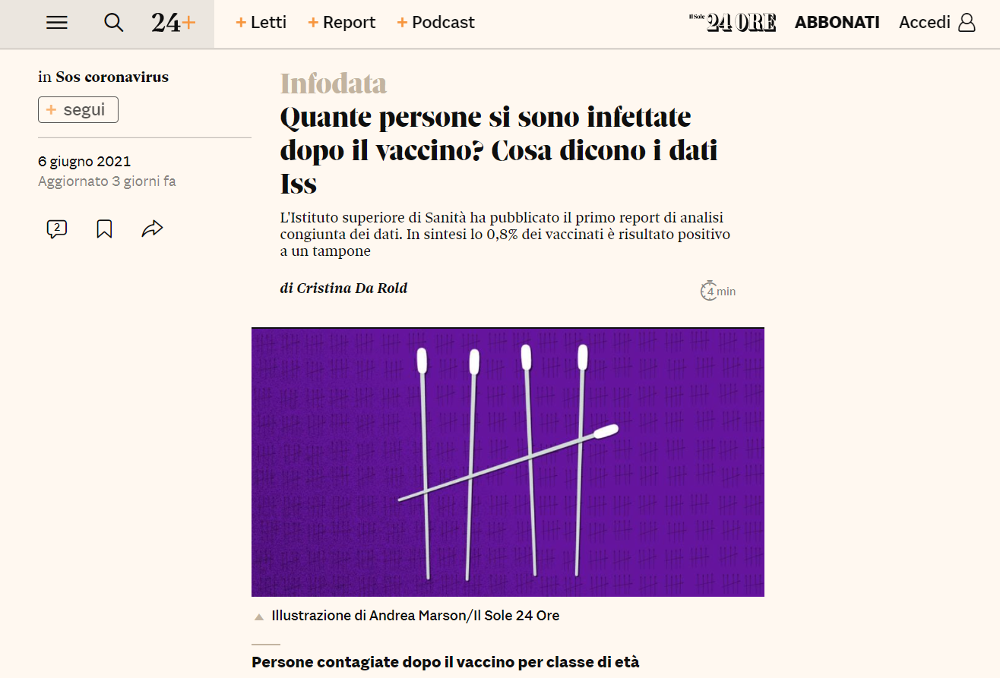 24+
+ Letti
+ Report
+ Podcast
Il Sole
24 ORE
ABBONATI
Accedi
in Sos coronavirus
+ segui
6 giugno 2021
Aggiornato 3 giorni fa
2
Infodata
Quante persone si sono infettate
dopo il vaccino? Cosa dicono i dati
Iss
L'Istituto superiore di Sanità ha pubblicato il primo report di analisi
congiunta dei dati. In sintesi lo 0,8% dei vaccinati è risultato positivo
a un tampone
di Cristina Da Rold
4 min
Illustrazione di Andrea Marson/Il Sole 24 Ore
Persone contagiate dopo il vaccino per classe di età